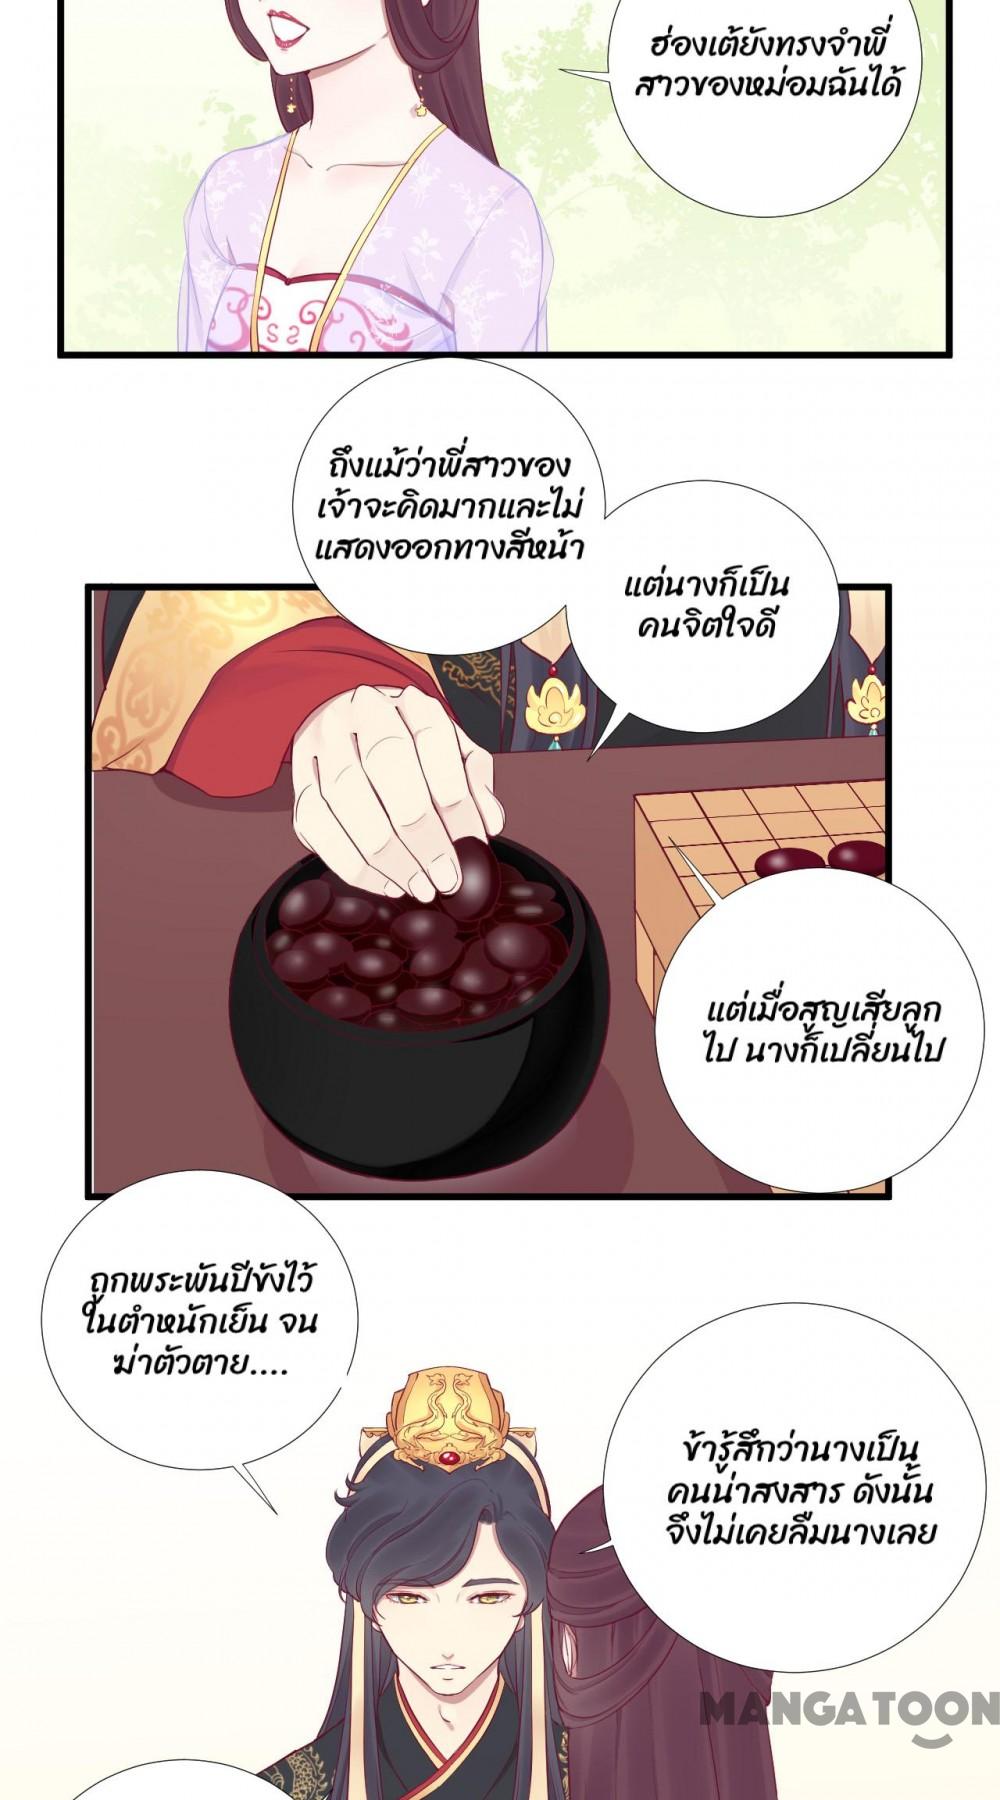 ฮ่องเต้ยังทรงจำพี่
สาวของหม่อมฉันได้
ถึงแม้ว่าพี่สาวของ
เจ้าจะคิดมากและไม่
แสดงออกทางสีหน้า
แต่นางก็เป็น
คนจิตใจดี
แต่เมื่อสูญเสียลูก
ไป นางก็เปลี่ยนไป
ถูกพระพันปีขังไว้
ในตำหนักเย็น จน
ฆ่าตัวตาย....
ข้ารู้สึกว่านางเป็น
คนน่าสงสาร ดังนั้น
จึงไม่เคยลืมนางเลย
MANGATOON